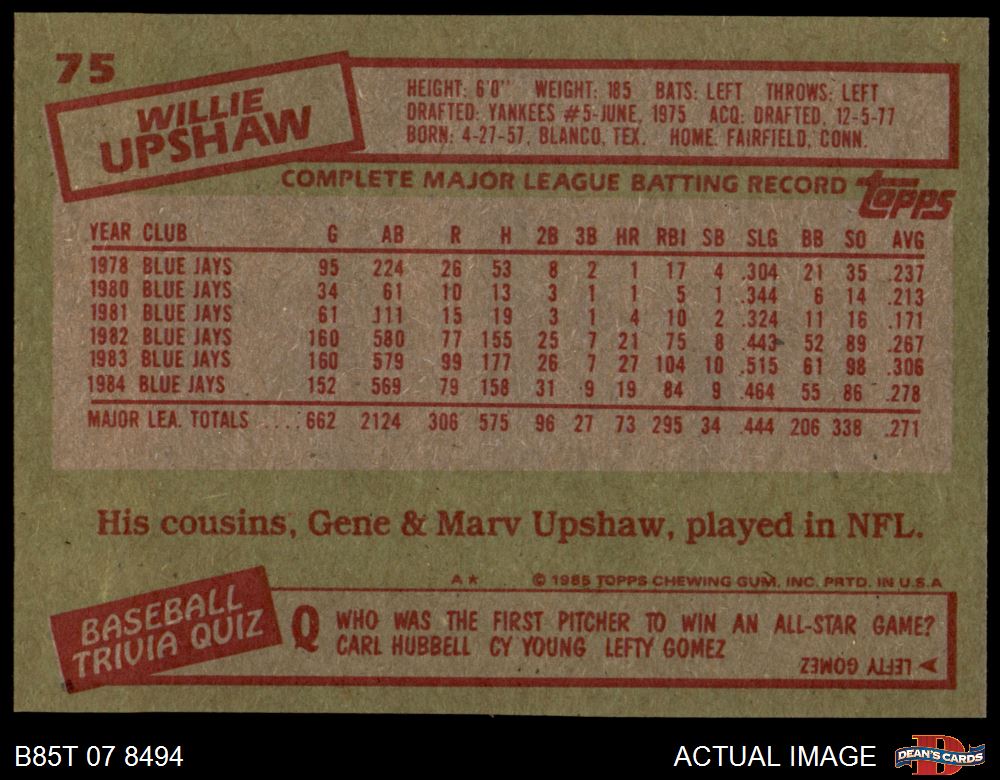 75
WILLIE
UPSHAW
HEIGHT: 6'0" WEIGHT: 185 BATS: LEFT THROWS: LEFT
DRAFTED: YANKEES #5-JUNE, 1975 ACQ: DRAFTED, 12-5-77
BORN: 4-27-57, BLANCO, TEX. HOME: FAIRFIELD, CONN.
COMPLETE MAJOR LEAGUE BATTING RECORD topps
YEAR CLUB G AB R H 2B 3B HR RBI SB SLG BB SO AVG
1978 BLUE JAYS 95 224 26 53 8 2 1 17 4 .304 21 35 .237
1980 BLUE JAYS 34 61 10 13 3 1 1 5 1 .344 6 14 .213
1981 BLUE JAYS 61 111 15 19 3 1 4 10 2 .324 11 16 .171
1982 BLUE JAYS 160 580 77 155 25 7 21 75 8 .443 52 89 .267
1983 BLUE JAYS 160 579 99 177 26 7 27 104 10 .515 61 98 .306
1984 BLUE JAYS 152 569 79 158 31 9 19 84 9 .464 55 86 .278
MAJOR LEA. TOTALS ....662 2124 306 575 96 27 73 295 34 .444 206 338 .271
His cousins, Gene & Marv Upshaw, played in NFL.
A★ © 1985 TOPPS CHEWING GUM, INC. PRTD. IN U.S.A
BASEBALL
TRIVIA QUIZ
Q WHO WAS THE FIRST PITCHER TO WIN AN ALL-STAR GAME?
CARL HUBBELL CY YOUNG LEFTY GOMEZ
LEFTY GOMEZ
B85T 07 8494
ACTUAL IMAGE
D
DEAN'S CARDS